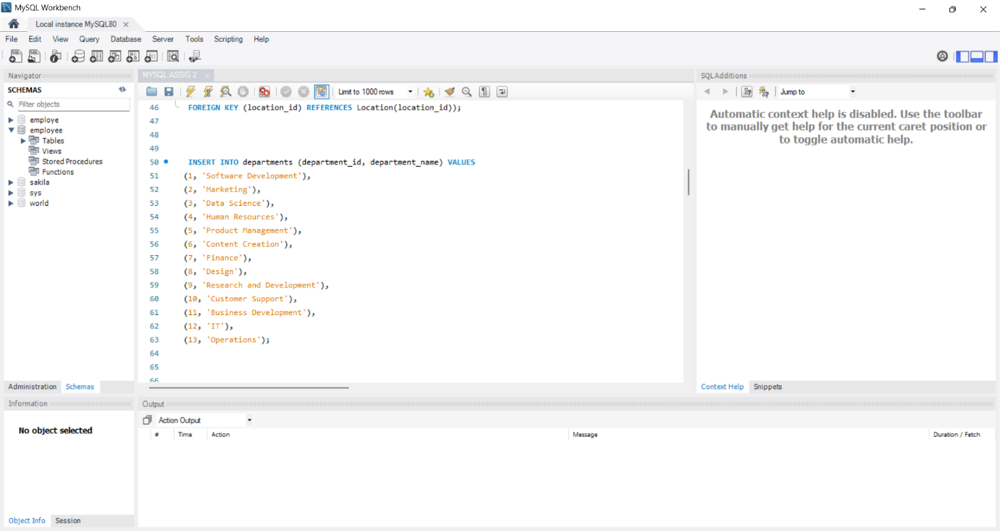 MySQL Workbench
Local instance MySQL80
File Edit View Query Database Server Tools Scripting Help
Navigator
SCHEMAS
Filter objects
employe
employee
Tables
Views
Stored Procedures
Functions
sakila
sys
world
Administration Schemas
Information
No object selected
Object Info Session
MYSQL ASSIG 2
Limit to 1000 rows
46 FOREIGN KEY (location_id) REFERENCES Location(location_id));
47
48
49
50 INSERT INTO departments (department_id, department_name) VALUES
51 (1, 'Software Development'),
52 (2, 'Marketing'),
53 (3, 'Data Science'),
54 (4, 'Human Resources'),
55 (5, 'Product Management'),
56 (6, 'Content Creation'),
57 (7, 'Finance'),
58 (8, 'Design'),
59 (9, 'Research and Development'),
60 (10, 'Customer Support'),
61 (11, 'Business Development'),
62 (12, 'IT'),
63 (13, 'Operations');
64
65
66
SQLAdditions
Jump to
Automatic context help is disabled. Use the toolbar
to manually get help for the current caret position or
to toggle automatic help.
Context Help Snippets
Output
Action Output
# Time Action Message Duration / Fetch